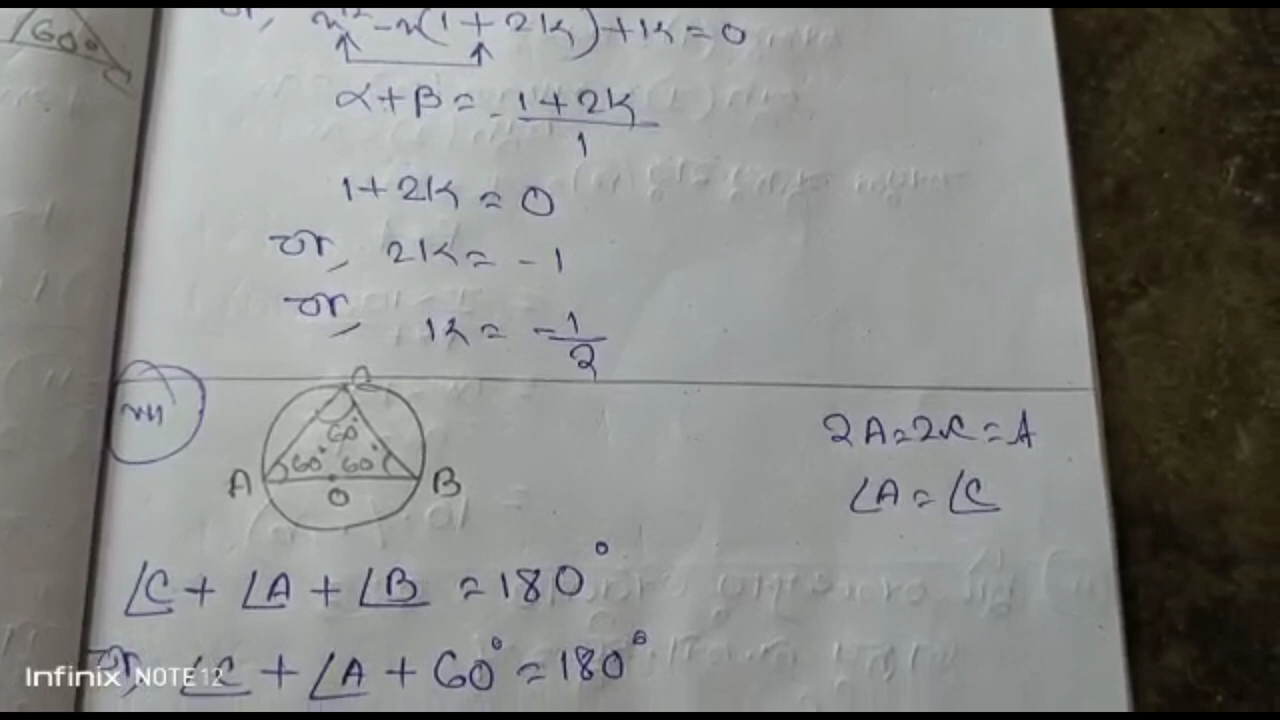 60°
C
x² - x(1 + 2k) + k = 0
α + β = - 1 + 2k / 1
1 + 2k = 0
or, 2k = - 1
or, k = - 1 / 2
C
60°
60° 60°
A O B
2A = 2C = A
∠A = ∠C
∠C + ∠A + ∠B = 180°
∠C + ∠A + 60° = 180°
Infinix NOTE 12